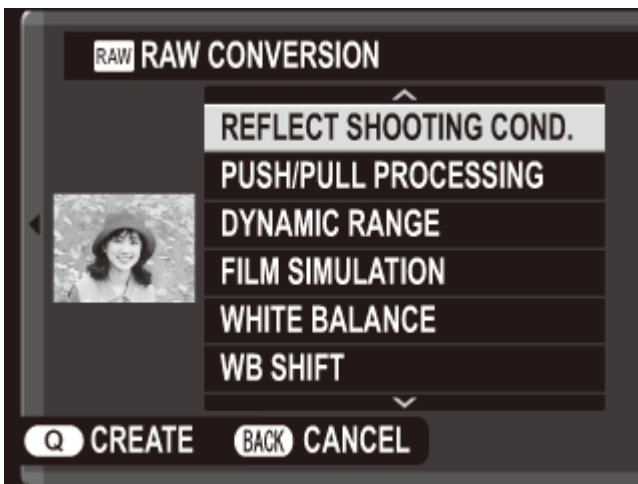 RAW RAW CONVERSION
REFLECT SHOOTING COND.
PUSH/PULL PROCESSING
DYNAMIC RANGE
FILM SIMULATION
WHITE BALANCE
WB SHIFT
Q CREATE BACK CANCEL